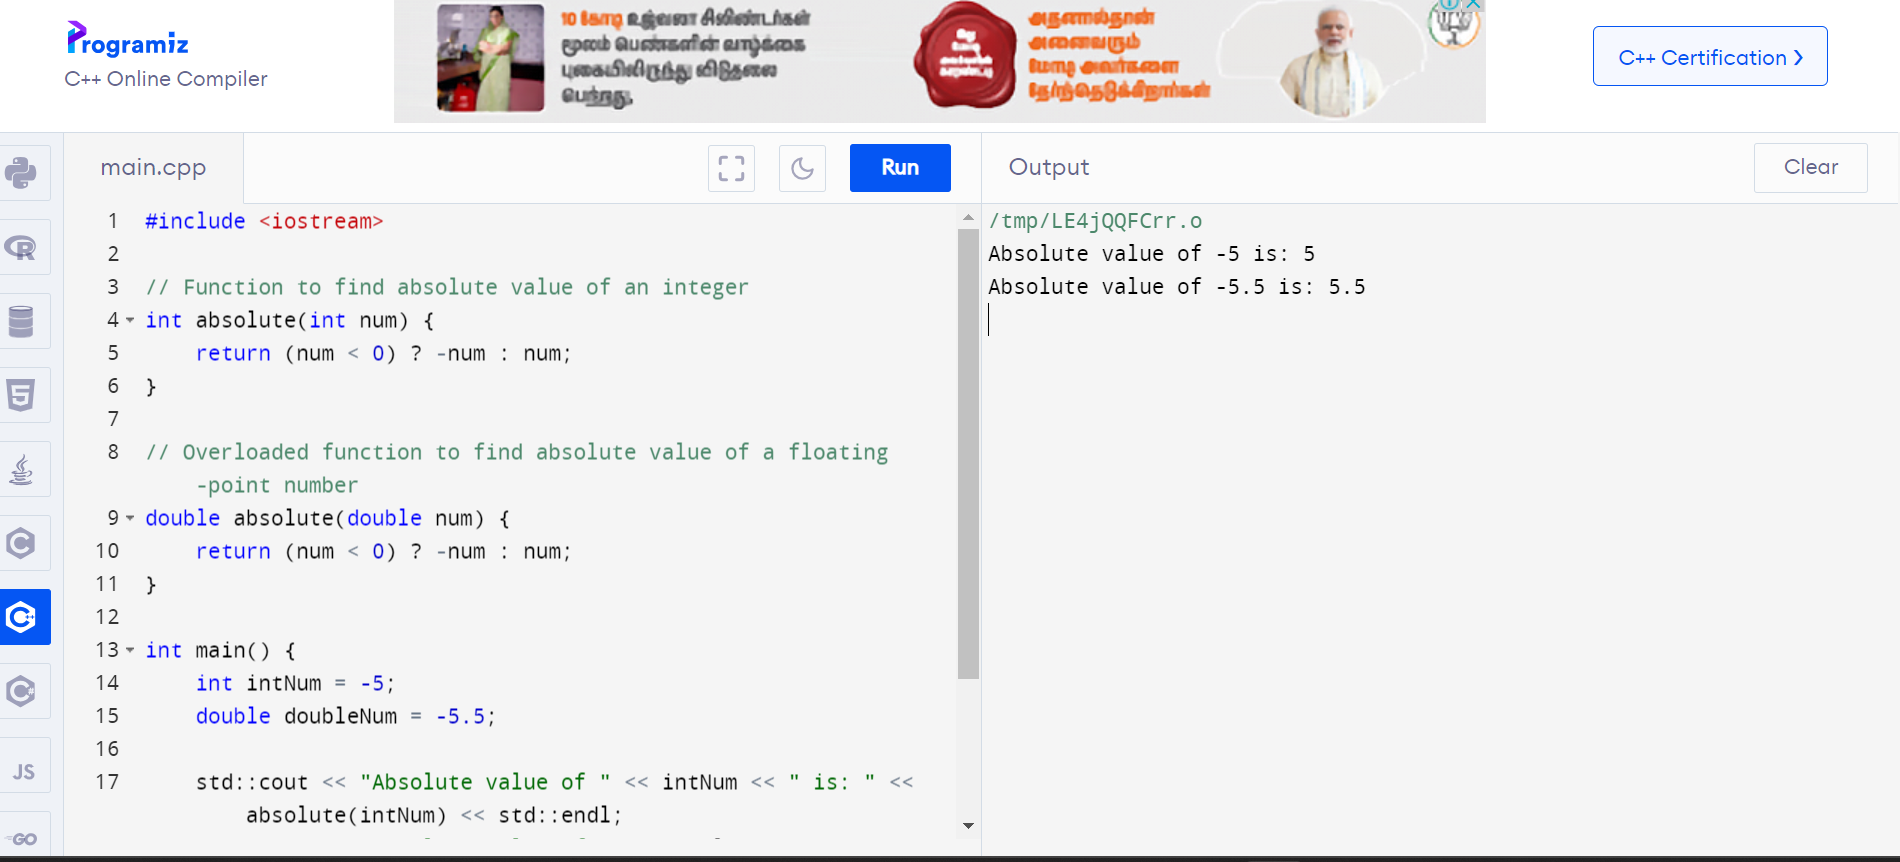 Programiz
C++ Online Compiler
10 கோடி உஜ்வலா சிலிண்டர்கள்
மூலம் பெண்களின் வாழ்க்கை
புகையிலிருந்து விடுதலை
பெற்றது.
அதனால்தான்
அனைவரும்
மோடி அவர்களை
தேர்ந்தெடுக்கிறார்கள்
C++ Certification ❯
main.cpp
Run
1 #include <iostream>
2
3 // Function to find absolute value of an integer
4 int absolute(int num) {
5 return (num < 0) ? -num : num;
6 }
7
8 // Overloaded function to find absolute value of a floating
-point number
9 double absolute(double num) {
10 return (num < 0) ? -num : num;
11 }
12
13 int main() {
14 int intNum = -5;
15 double doubleNum = -5.5;
16
17 std::cout << "Absolute value of " << intNum << " is: " <<
absolute(intNum) << std::endl;
Output
Clear
/tmp/LE4jQQFCrr.o
Absolute value of -5 is: 5
Absolute value of -5.5 is: 5.5
JS
GO